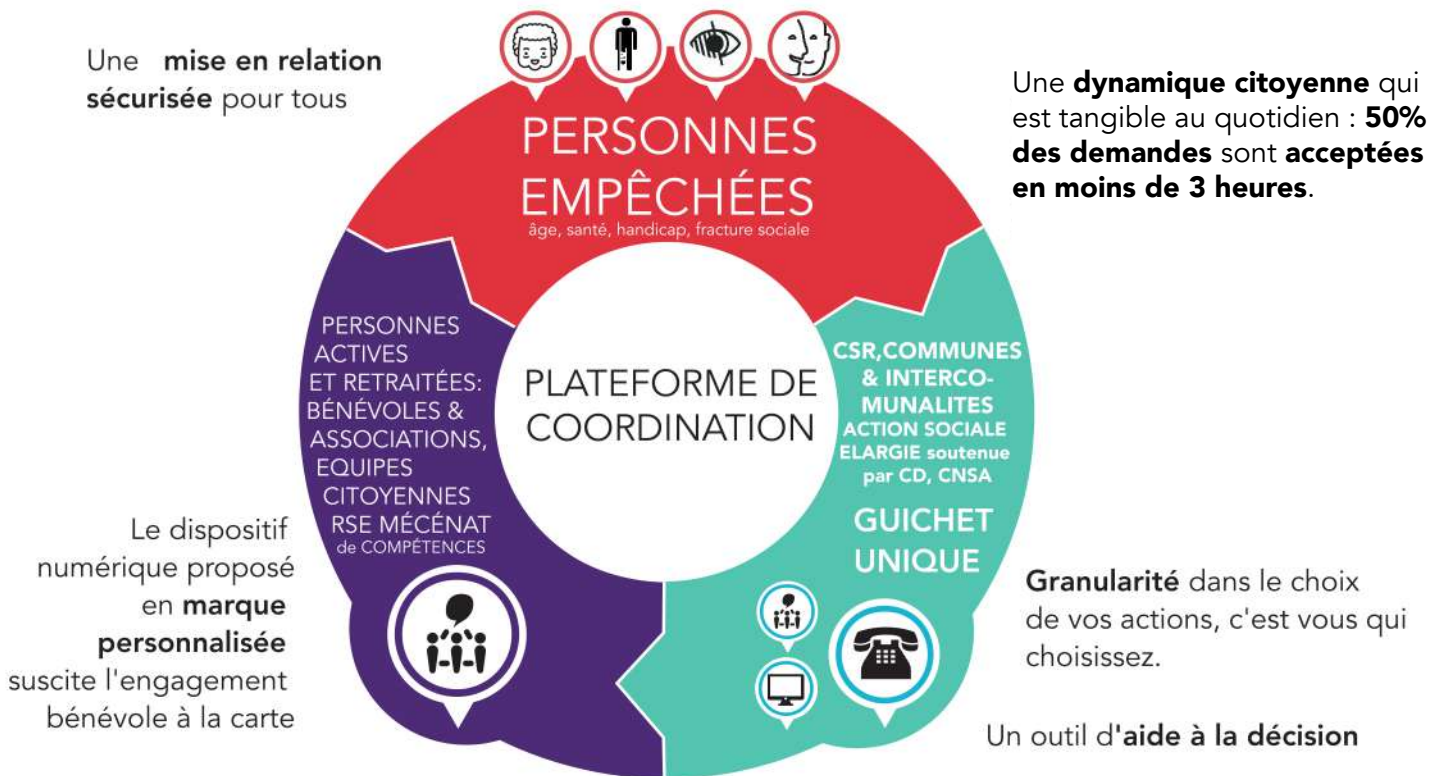 Une mise en relation
sécurisée pour tous
PERSONNES
EMPÊCHÉES
âge, santé, handicap, fracture sociale
Une dynamique citoyenne qui
est tangible au quotidien : 50%
des demandes sont acceptées
en moins de 3 heures.
PERSONNES
ACTIVES
ET RETRAITÉES:
BÉNÉVOLES &
ASSOCIATIONS,
EQUIPES
CITOYENNES
RSE MÉCÉNAT
de COMPÉTENCES
PLATEFORME DE
COORDINATION
CSR,COMMUNES
& INTERCO-
MUNALITES
ACTION SOCIALE
ELARGIE soutenue
par CD, CNSA
GUICHET
UNIQUE
Le dispositif
numérique proposé
en marque
personnalisée
suscite l'engagement
bénévole à la carte
Granularité dans le choix
de vos actions, c'est vous qui
choisissez.
Un outil d'aide à la décision